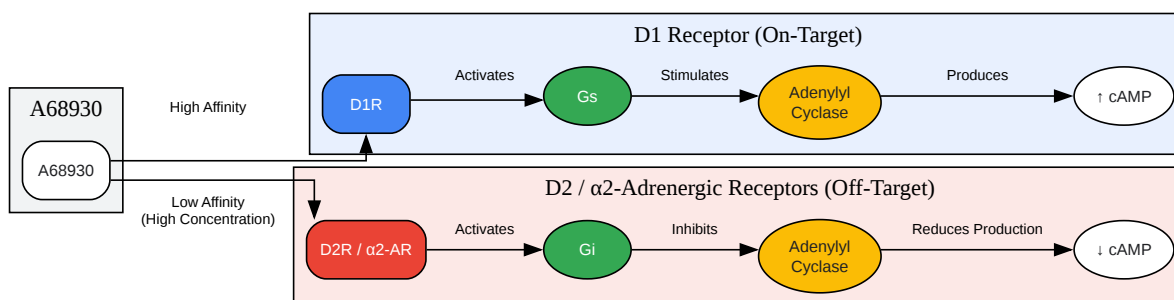 D1 Receptor (On-Target)
Activates
Stimulates
Produces
D1R
Gs
Adenylyl
Cyclase
↑ cAMP
A68930
High Affinity
A68930
Low Affinity
(High Concentration)
D2 / α2-Adrenergic Receptors (Off-Target)
Activates
Inhibits
Reduces Production
D2R / α2-AR
Gi
Adenylyl
Cyclase
↓ cAMP